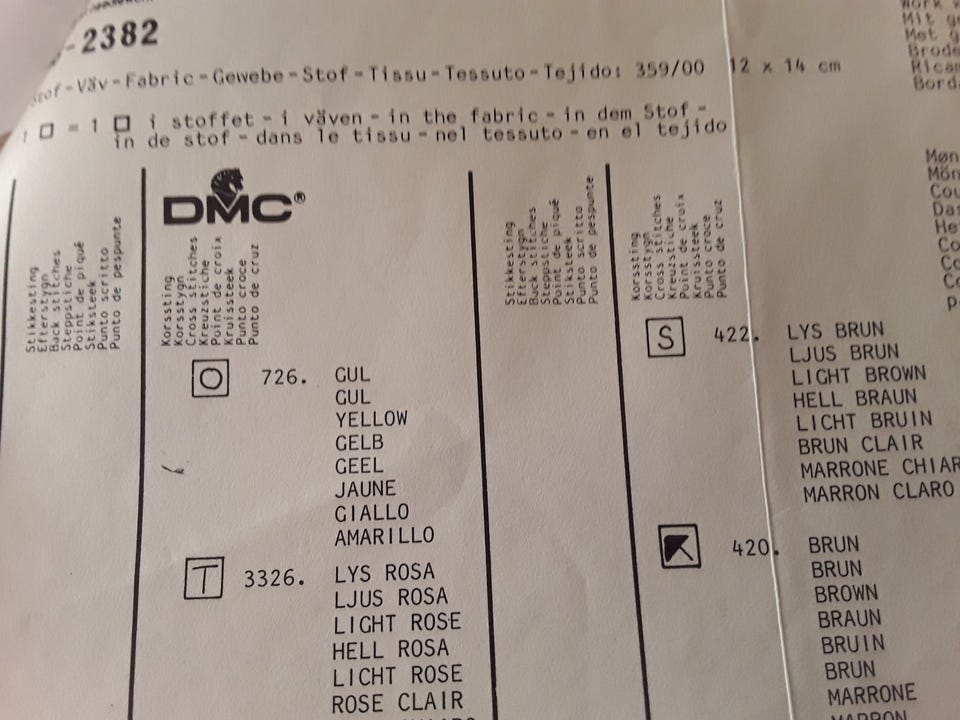 -2382
Väv-Fabric-Gewebe-Stof-Tissu-Tessuto-Tejido: 359/00 12 x 14 cm
1 □ = 1 □ i stoffet - i väven - in the fabric - in dem Stof -
in de stof - dans le tissu - nel tessuto - en el tejido
DMC®
Stikkesting
Efterstygn
Back stitches
Steppstiche
Point de piqué
Stiksteek
Punto scritto
Punto de pespunte
Korssting
Korsstygn
Cross stitches
Kreuzstiche
Point de croix
Kruissteek
Punto croce
Punto de cruz
O 726. GUL
GUL
YELLOW
GELB
GEEL
JAUNE
GIALLO
AMARILLO
T 3326. LYS ROSA
LJUS ROSA
LIGHT ROSE
HELL ROSA
LICHT ROSE
ROSE CLAIR
Stikkesting
Efterstygn
Back stitches
Steppstiche
Point de piqué
Stiksteek
Punto scritto
Punto de pespunte
Korssting
Korsstygn
Cross stitches
Kreuzstiche
Point de croix
Kruissteek
Punto croce
Punto de cruz
S 422. LYS BRUN
LJUS BRUN
LIGHT BROWN
HELL BRAUN
LICHT BRUIN
BRUN CLAIR
MARRONE CHIAR
MARRON CLARO
420. BRUN
BRUN
BROWN
BRAUN
BRUIN
BRUN
MARRONE
MARRON
Mit
Met